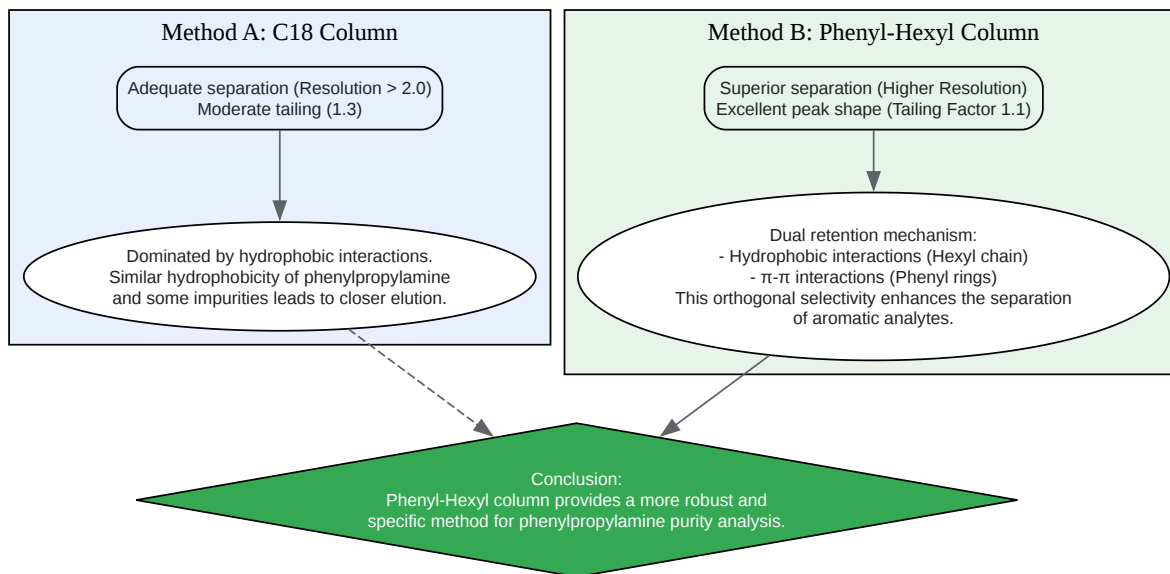 Method A: C18 Column
Adequate separation (Resolution > 2.0)
Moderate tailing (1.3)
Dominated by hydrophobic interactions.
Similar hydrophobicity of phenylpropylamine
and some impurities leads to closer elution.
Method B: Phenyl-Hexyl Column
Superior separation (Higher Resolution)
Excellent peak shape (Tailing Factor 1.1)
Dual retention mechanism:
- Hydrophobic interactions (Hexyl chain)
- π-π interactions (Phenyl rings)
This orthogonal selectivity enhances the separation
of aromatic analytes.
Conclusion:
Phenyl-Hexyl column provides a more robust and
specific method for phenylpropylamine purity analysis.